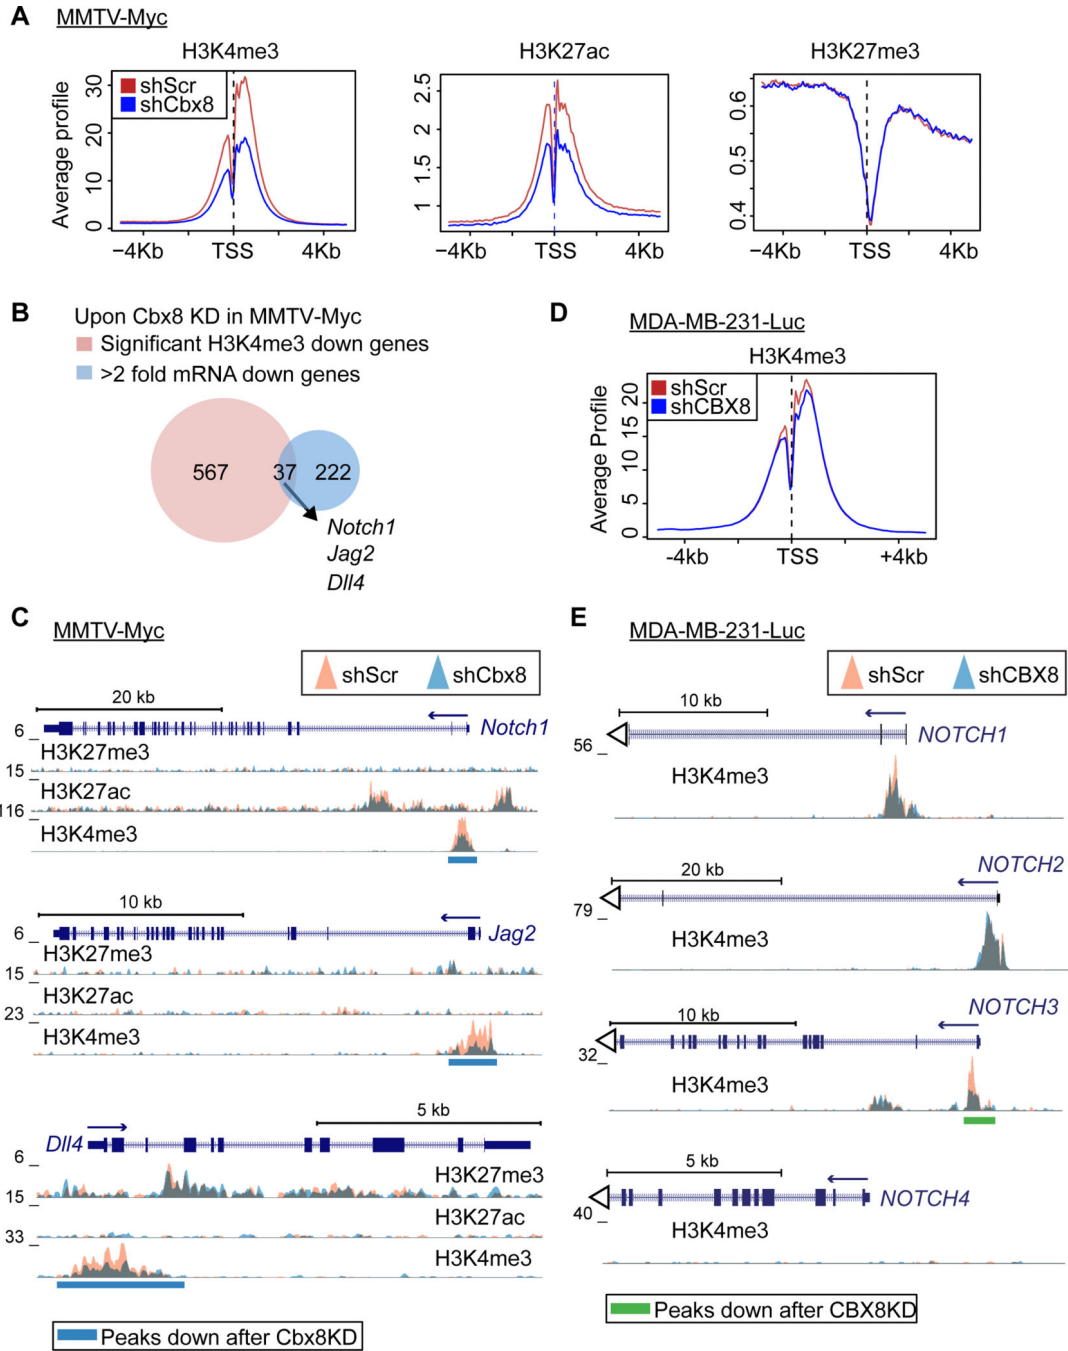 A MMTV-Myc
H3K4me3
H3K27ac
H3K27me3
shScr
shCbx8
Average profile
0 10 20 30
1 1.5 2 2.5
0.4 0.5 0.6
−4Kb TSS 4Kb
−4Kb TSS 4Kb
−4Kb TSS 4Kb
B Upon Cbx8 KD in MMTV-Myc
Significant H3K4me3 down genes
>2 fold mRNA down genes
567 37 222
Notch1
Jag2
Dll4
D MDA-MB-231-Luc
H3K4me3
shScr
shCBX8
Average Profile
0 5 10 15 20
-4kb TSS +4kb
C MMTV-Myc
shScr shCbx8
20 kb
Notch1
6
H3K27me3
15
H3K27ac
116
H3K4me3
10 kb
Jag2
6
H3K27me3
15
H3K27ac
23
H3K4me3
5 kb
Dll4
6
H3K27me3
15
H3K27ac
33
H3K4me3
Peaks down after Cbx8KD
E MDA-MB-231-Luc
shScr shCBX8
10 kb
NOTCH1
56
H3K4me3
20 kb
NOTCH2
79
H3K4me3
10 kb
NOTCH3
32
H3K4me3
5 kb
NOTCH4
40
H3K4me3
Peaks down after CBX8KD